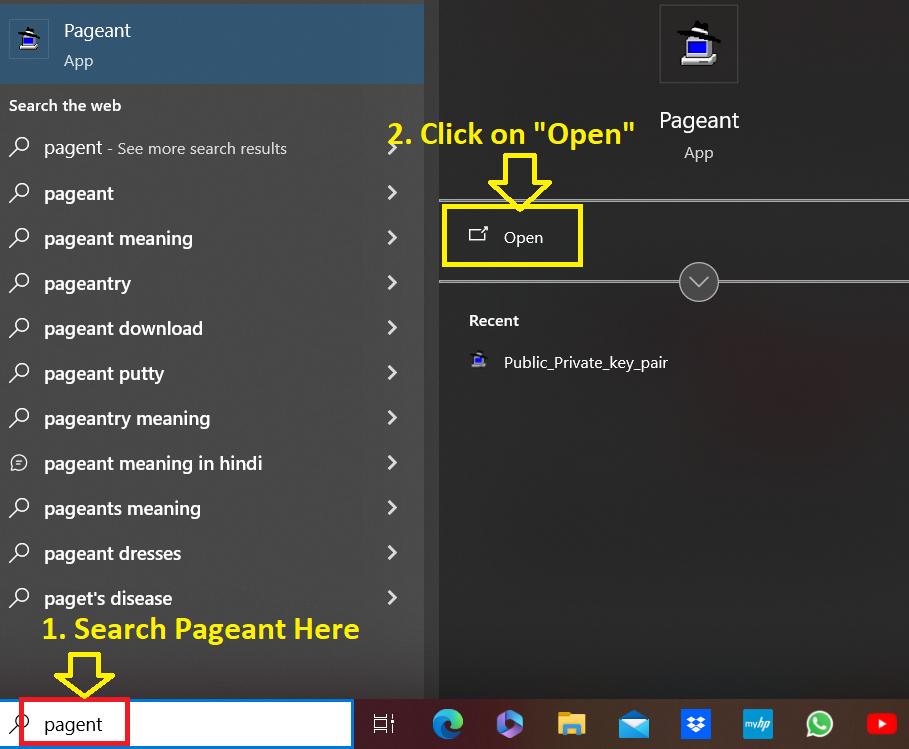 Pageant
App
Search the web
pagent - See more search results
pageant
pageant meaning
pageantry
pageant download
pageant putty
pageantry meaning
pageant meaning in hindi
pageants meaning
pageant dresses
paget's disease
1. Search Pageant Here
pagent
Pageant
App
2. Click on "Open"
Open
Recent
Public_Private_key_pair
myhp